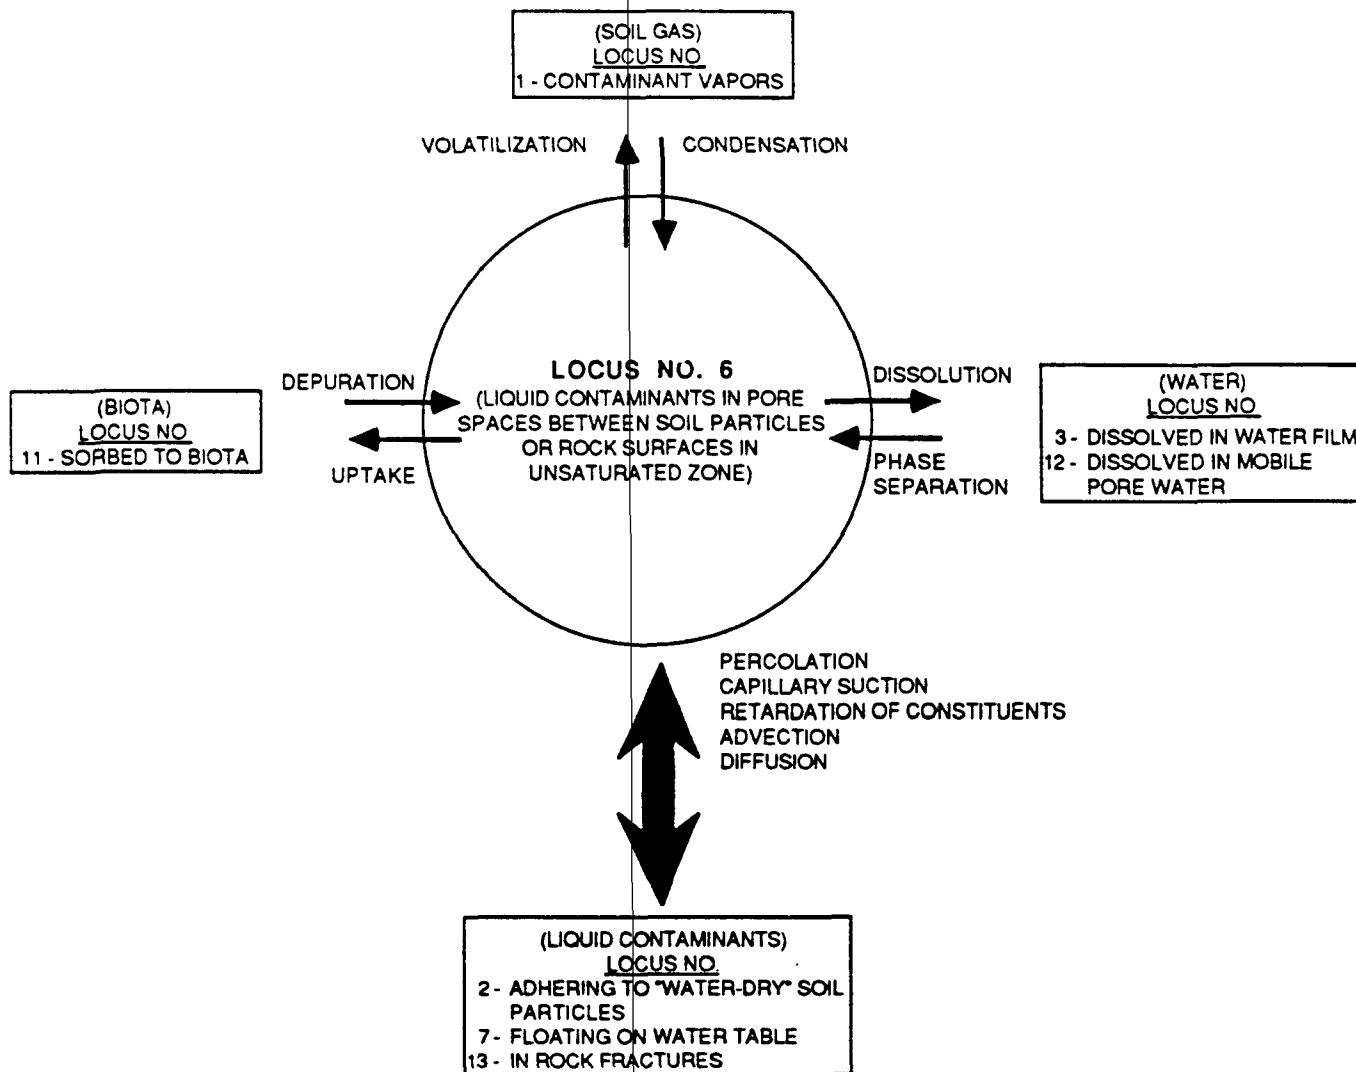 (SOIL GAS)
LOCUS NO
1 - CONTAMINANT VAPORS
VOLATILIZATION
CONDENSATION
LOCUS NO. 6
(LIQUID CONTAMINANTS IN PORE
SPACES BETWEEN SOIL PARTICLES
OR ROCK SURFACES IN
UNSATURATED ZONE)
DEPURATION
UPTAKE
(BIOTA)
LOCUS NO
11 - SORBED TO BIOTA
DISSOLUTION
PHASE
SEPARATION
(WATER)
LOCUS NO
3 - DISSOLVED IN WATER FILM
12 - DISSOLVED IN MOBILE
PORE WATER
PERCOLATION
CAPILLARY SUCTION
RETARDATION OF CONSTITUENTS
ADVECTION
DIFFUSION
(LIQUID CONTAMINANTS)
LOCUS NO.
2 - ADHERING TO "WATER-DRY" SOIL
PARTICLES
7 - FLOATING ON WATER TABLE
13 - IN ROCK FRACTURES